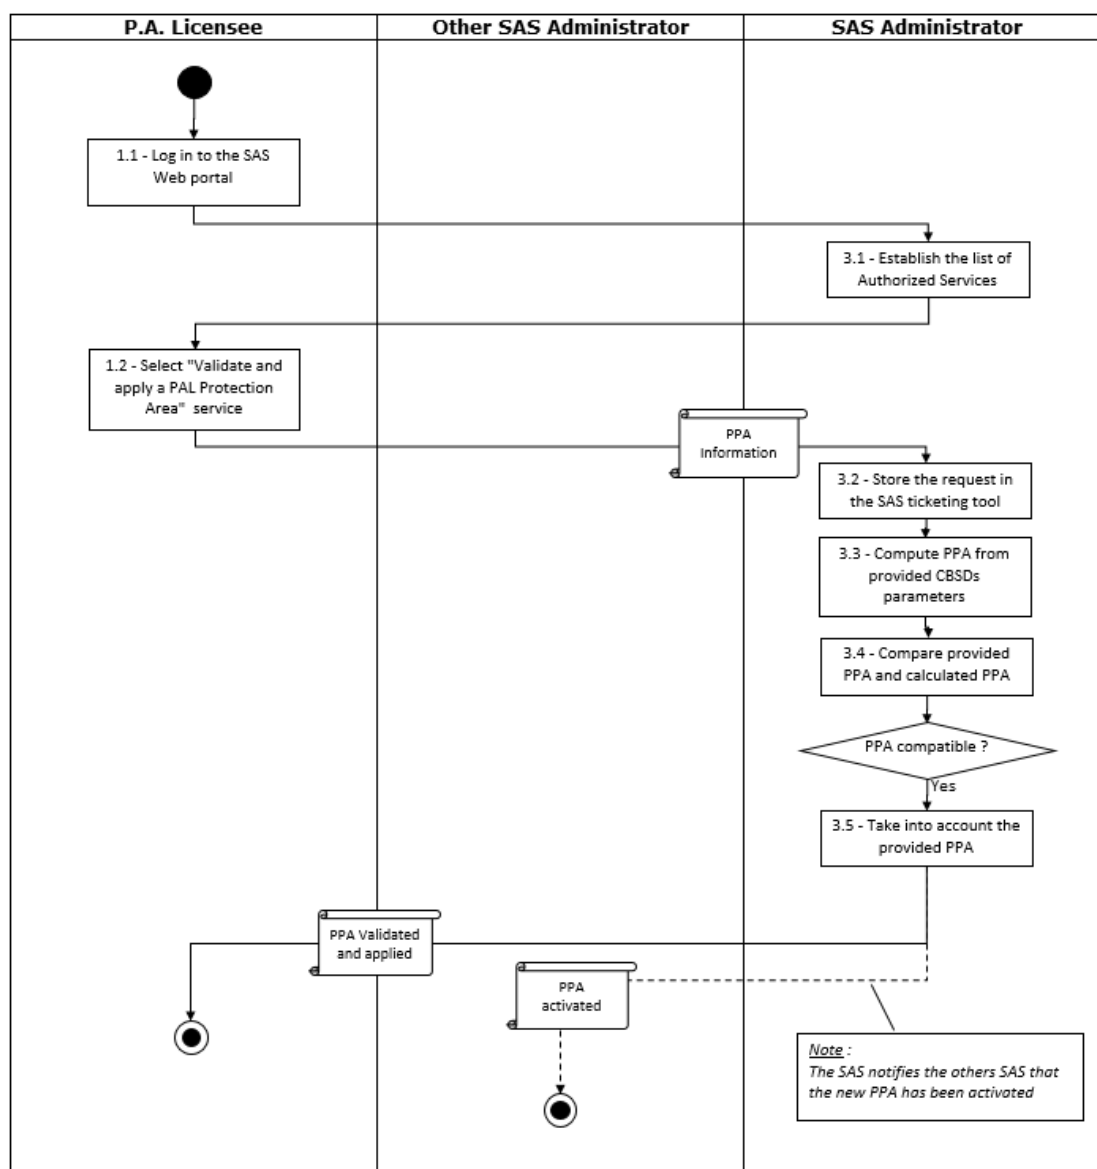 P.A. Licensee
Other SAS Administrator
SAS Administrator
1.1 - Log in to the SAS
Web portal
3.1 - Establish the list of
Authorized Services
1.2 - Select "Validate and
apply a PAL Protection
Area" service
PPA
Information
3.2 - Store the request in
the SAS ticketing tool
3.3 - Compute PPA from
provided CBSDs
parameters
3.4 - Compare provided
PPA and calculated PPA
PPA compatible ?
Yes
3.5 - Take into account the
provided PPA
PPA Validated
and applied
PPA
activated
Note :
The SAS notifies the others SAS that
the new PPA has been activated